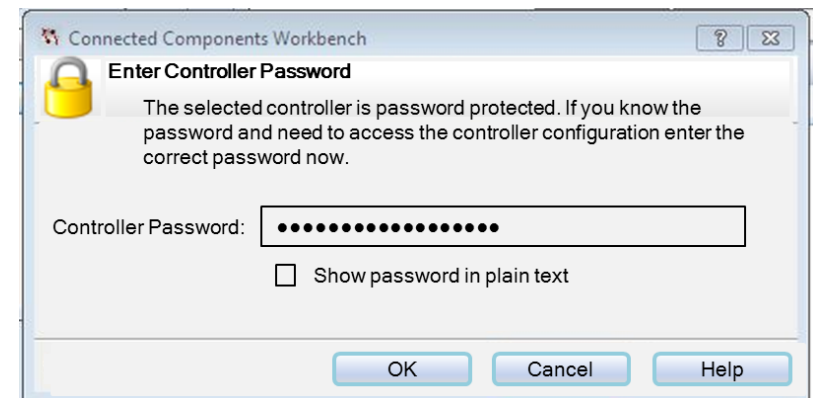 Connected Components Workbench
Enter Controller Password
The selected controller is password protected. If you know the
password and need to access the controller configuration enter the
correct password now.
Controller Password: ●●●●●●●●●●●●●●●●●●
Show password in plain text
OK Cancel Help